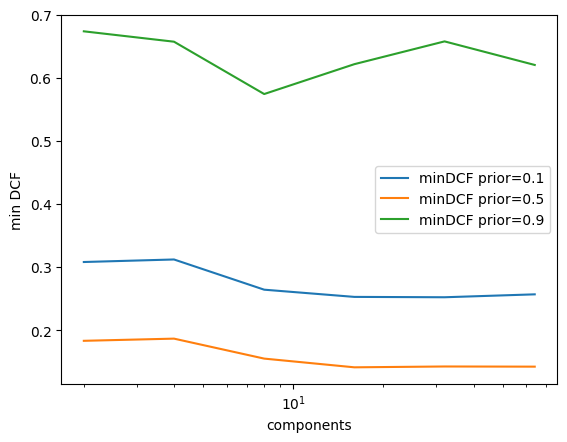 0.7
0.6
0.5
0.4
0.3
0.2
min DCF
minDCF prior=0.1
minDCF prior=0.5
minDCF prior=0.9
10¹
components